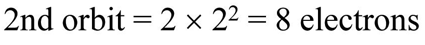 2nd orbit = 2 × 2² = 8 electrons